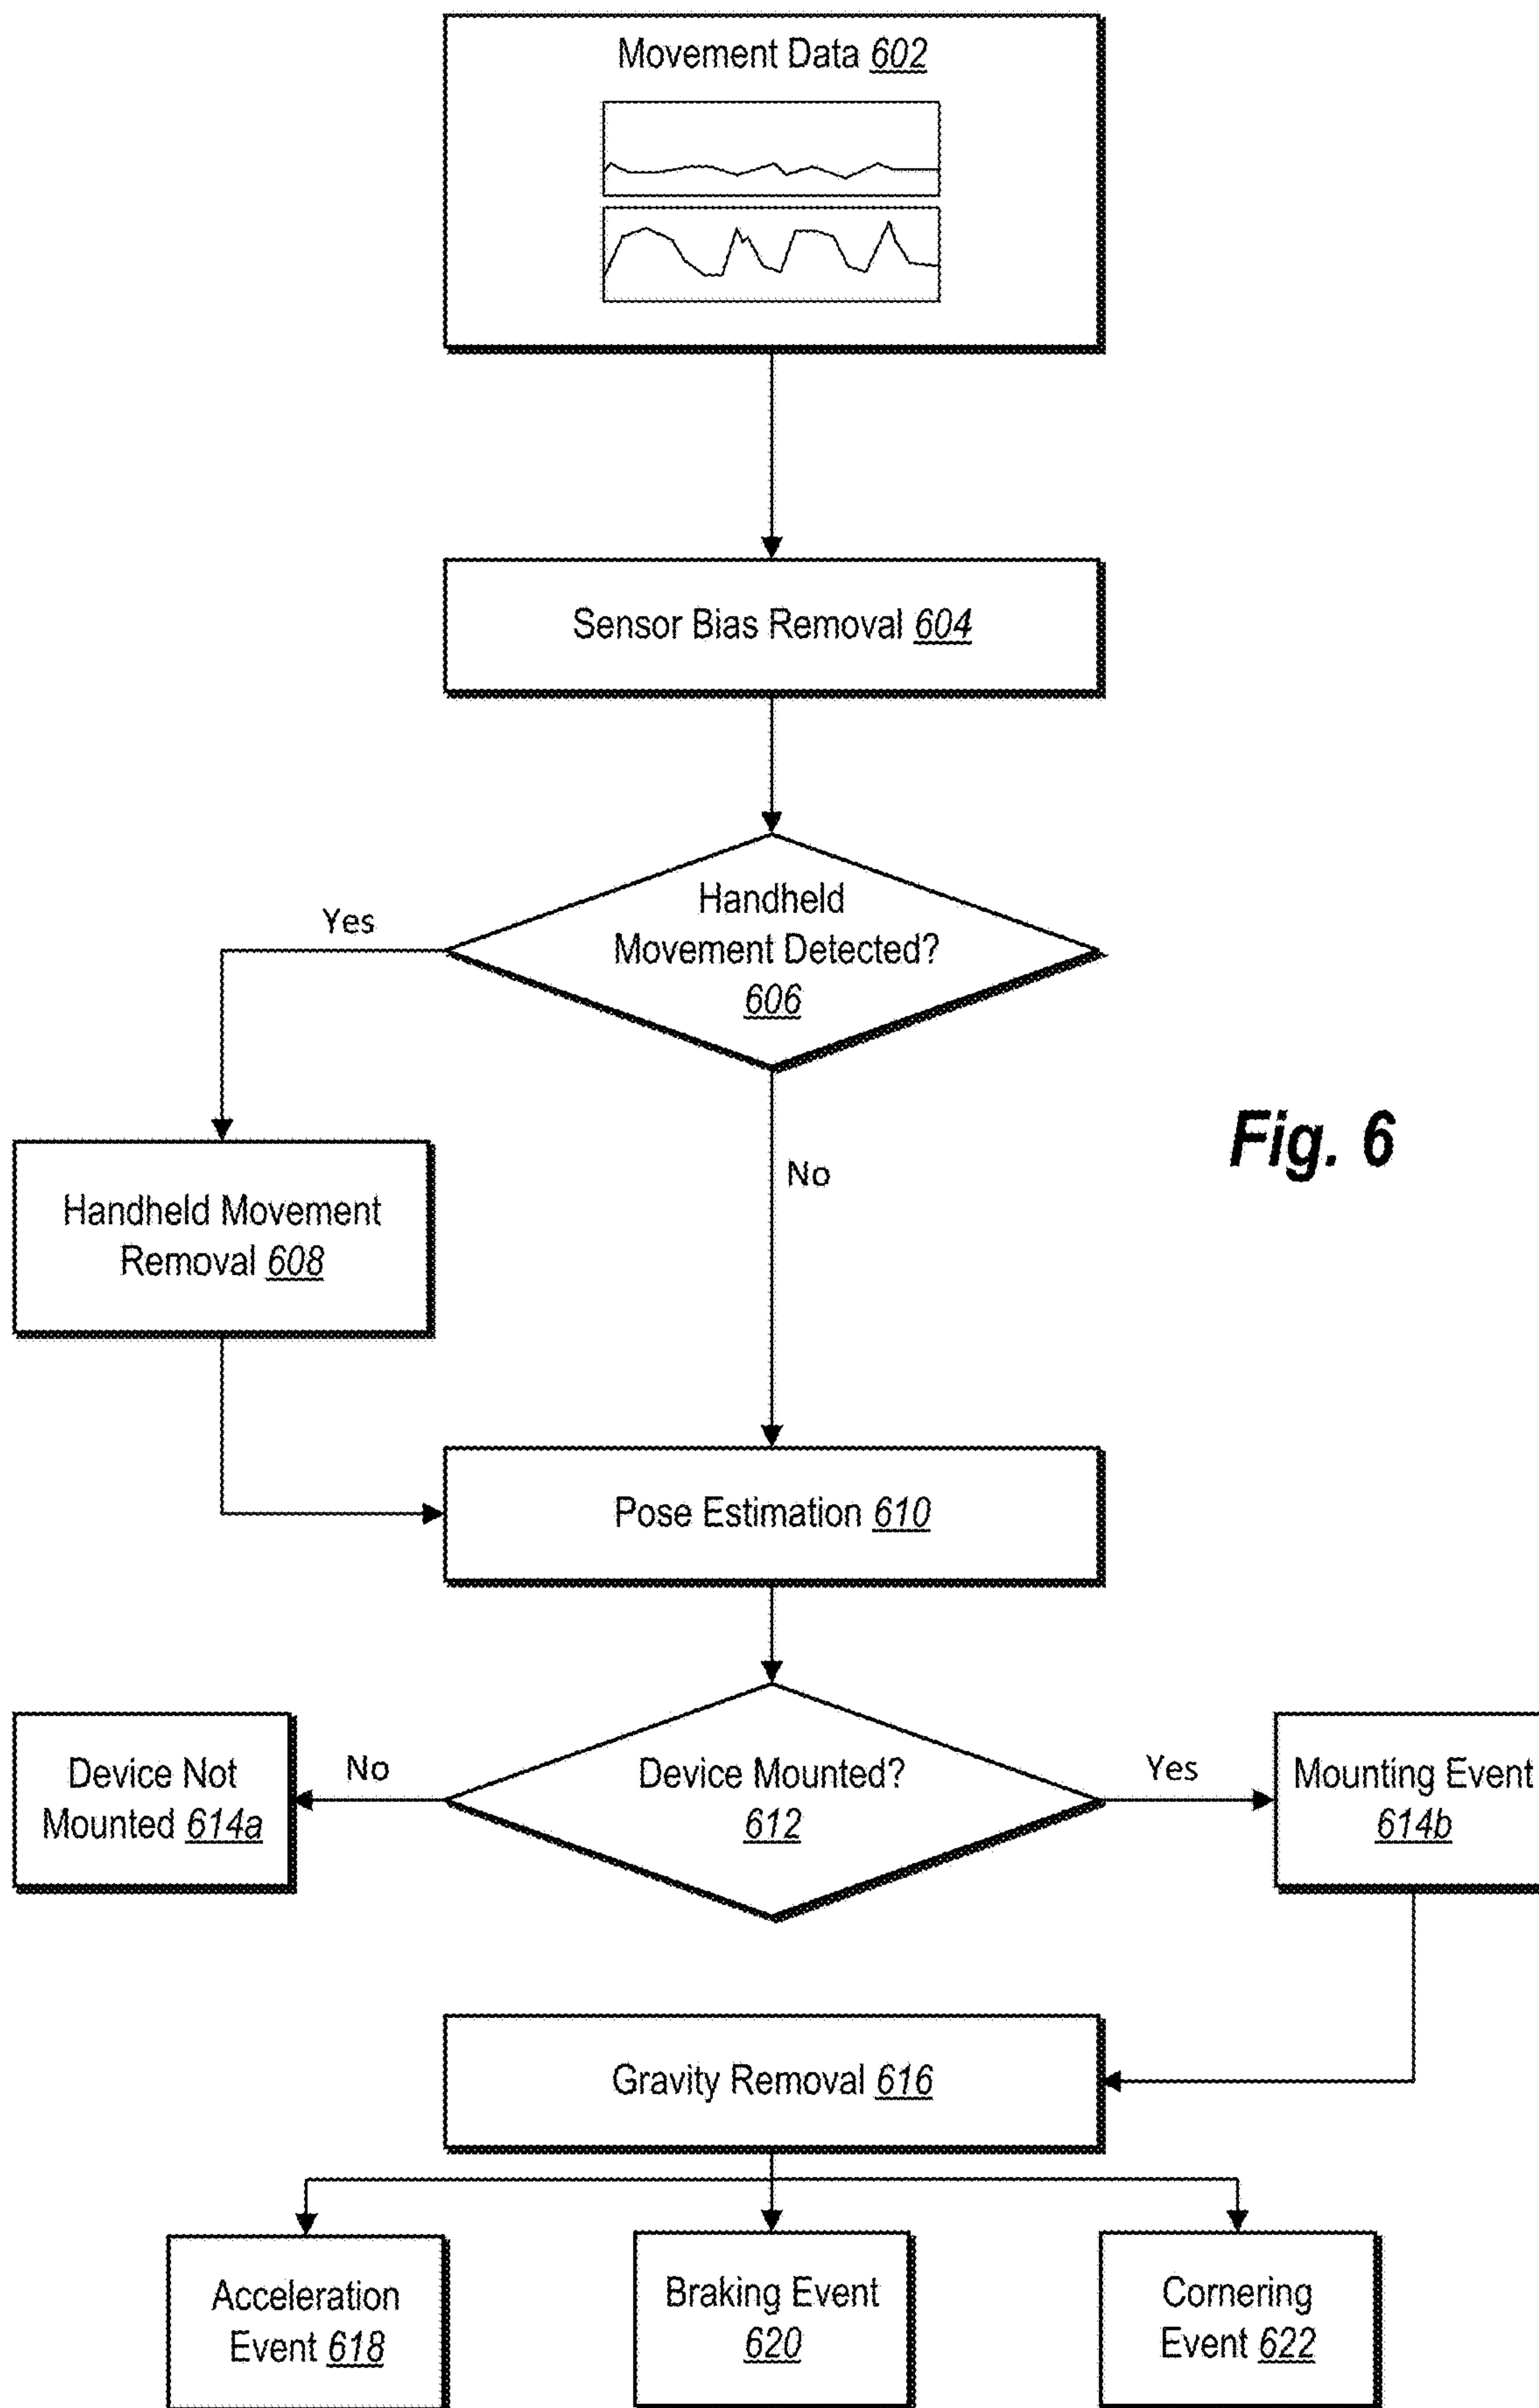 Movement Data 602
Sensor Bias Removal 604
Handheld
Movement Detected?
606
Yes
No
Fig. 6
Handheld Movement
Removal 608
Pose Estimation 610
Device Not
Mounted 614a
No
Device Mounted?
612
Yes
Mounting Event
614b
Gravity Removal 616
Acceleration
Event 618
Braking Event
620
Cornering
Event 622